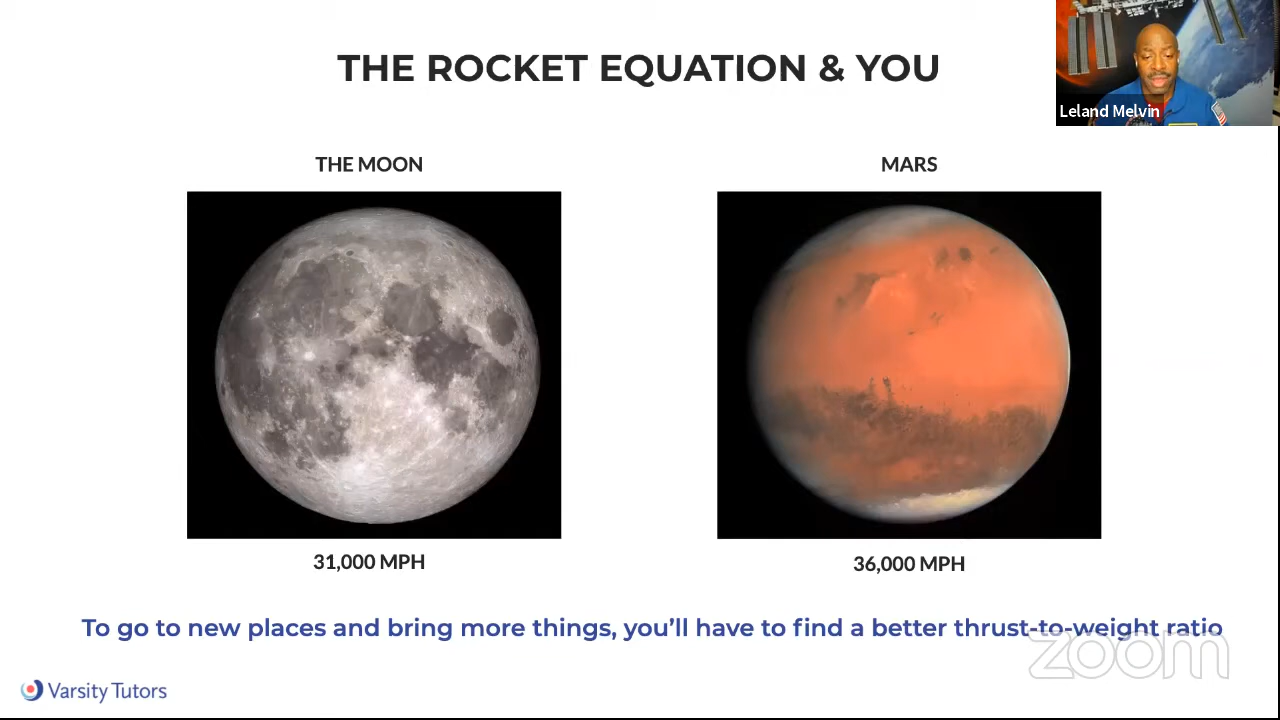 THE ROCKET EQUATION & YOU
Leland Melvin
THE MOON
MARS
31,000 MPH
36,000 MPH
To go to new places and bring more things, you’ll have to find a better thrust-to-weight ratio
zoom
Varsity Tutors